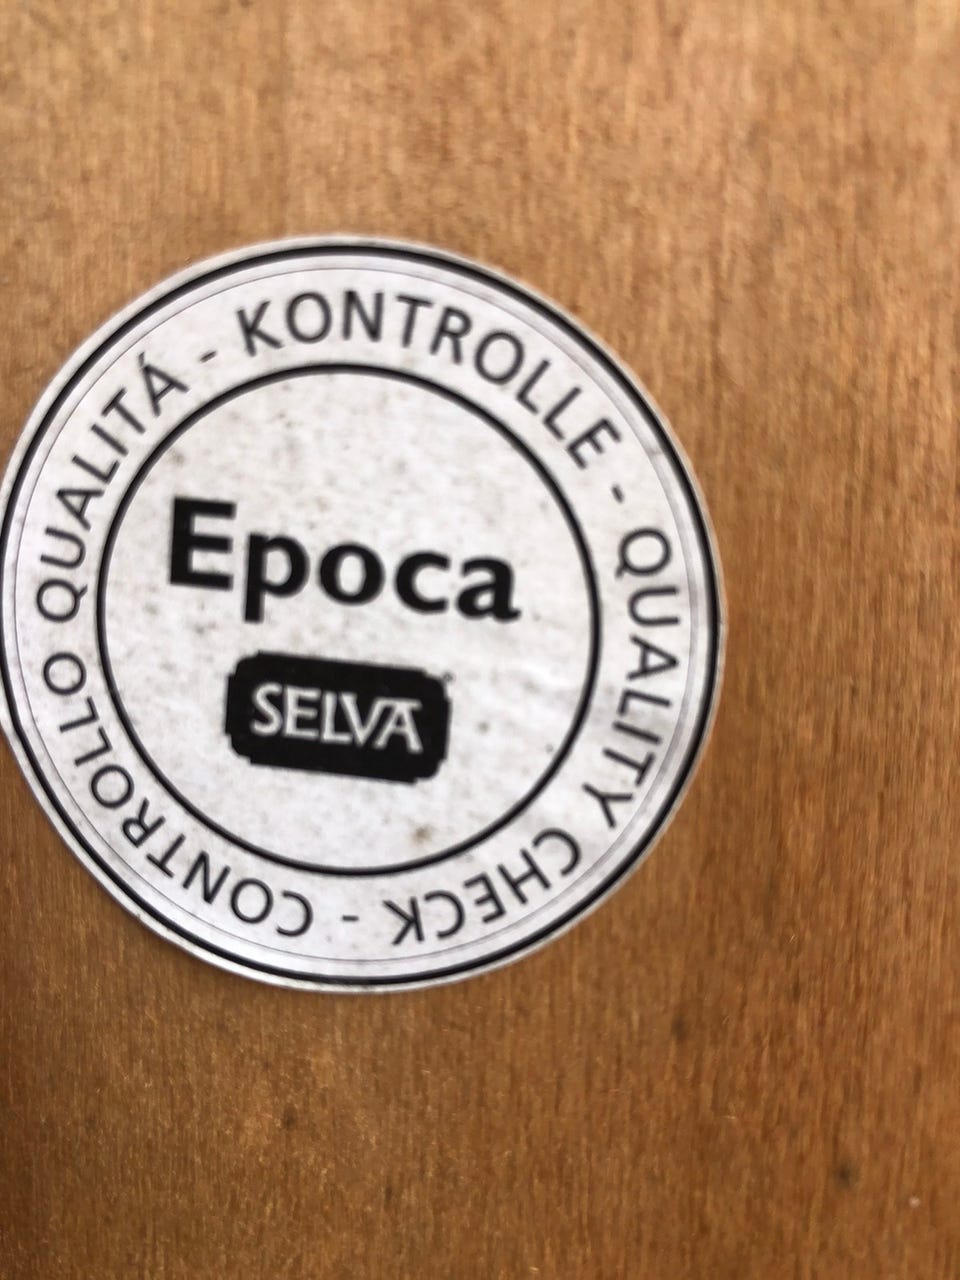 KONTROLLE - QUALITY CHECK - CONTROLLO QUALITÁ -
Epoca
SELVA